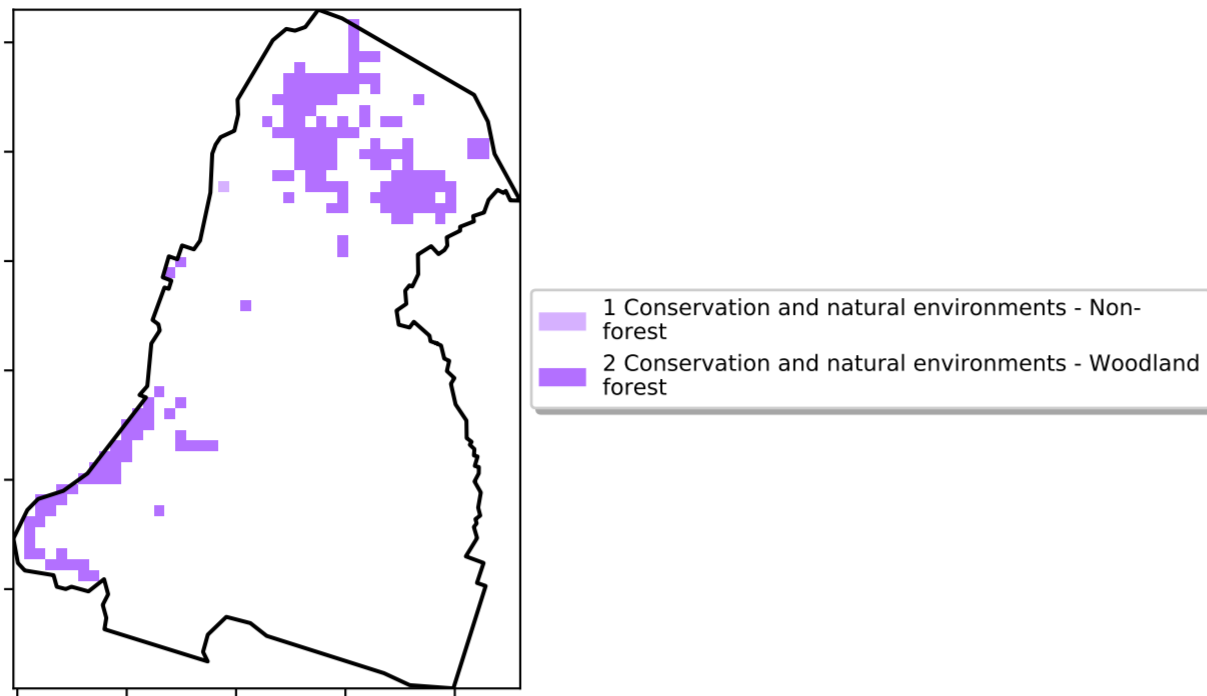 1 Conservation and natural environments - Non-
forest
2 Conservation and natural environments - Woodland
forest